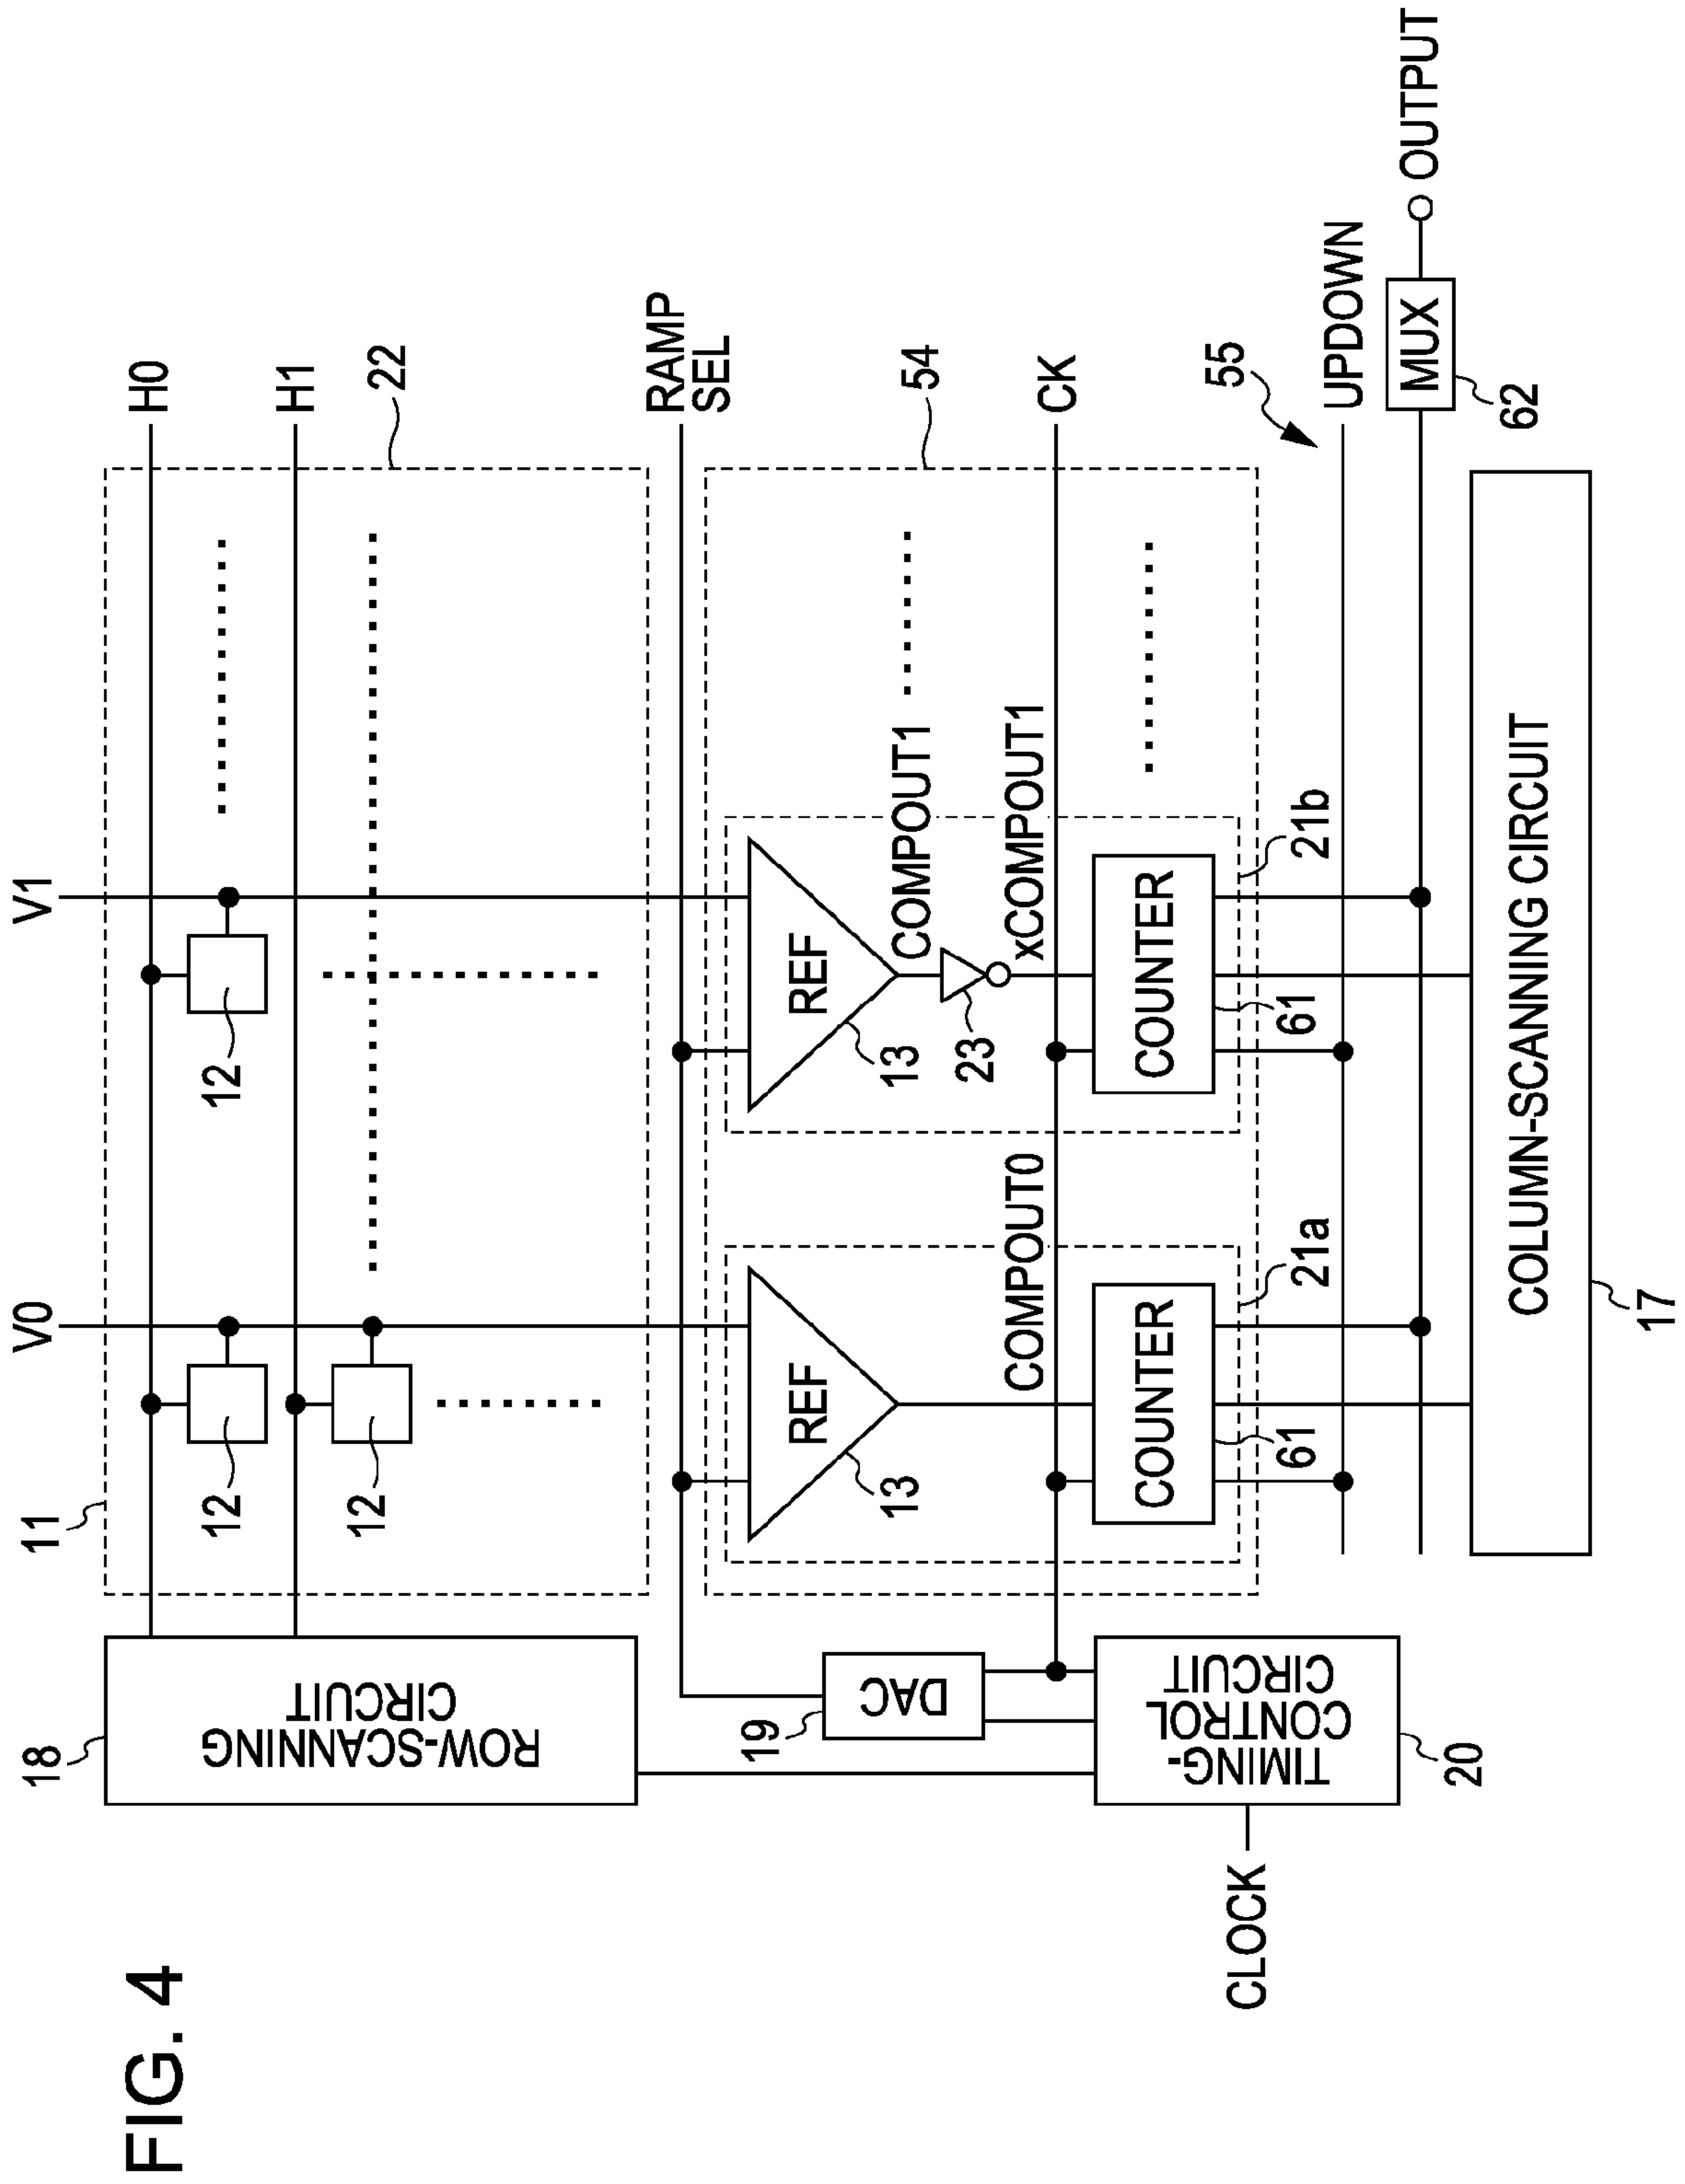 FIG. 4
11
V0
V1
H0
H1
22
12
12
12
18
ROW-SCANNING
CIRCUIT
RAMP
SEL
54
REF
13
REF
13
COMPOUT1
23
xCOMPOUT1
COMPOUT0
CK
19
DAC
COUNTER
61
COUNTER
61
21a
21b
55
UPDOWN
CLOCK
TIMING-
CONTROL
CIRCUIT
20
MUX
62
OUTPUT
COLUMN-SCANNING CIRCUIT
17